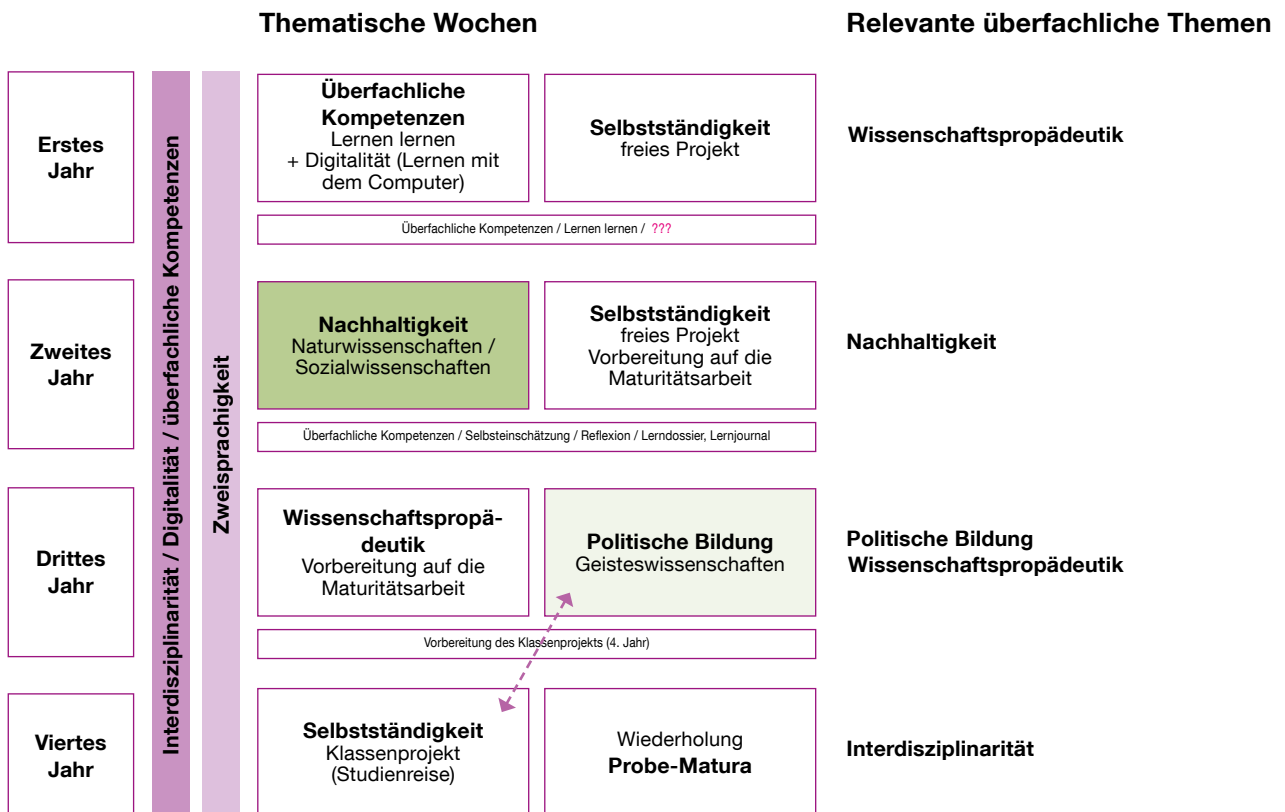 Thematische Wochen
Relevante überfachliche Themen
Erstes
Jahr
Interdisziplinarität / Digitalität / überfachliche Kompetenzen
Zweisprachigkeit
Überfachliche
Kompetenzen
Lernen lernen
+ Digitalität (Lernen mit
dem Computer)
Selbstständigkeit
freies Projekt
Wissenschaftspropädeutik
Überfachliche Kompetenzen / Lernen lernen / ???
Zweites
Jahr
Nachhaltigkeit
Naturwissenschaften /
Sozialwissenschaften
Selbstständigkeit
freies Projekt
Vorbereitung auf die
Maturitätsarbeit
Nachhaltigkeit
Überfachliche Kompetenzen / Selbsteinschätzung / Reflexion / Lerndossier, Lernjournal
Drittes
Jahr
Wissenschaftspropä-
deutik
Vorbereitung auf die
Maturitätsarbeit
Politische Bildung
Geisteswissenschaften
Politische Bildung
Wissenschaftspropädeutik
Vorbereitung des Klassenprojekts (4. Jahr)
Viertes
Jahr
Selbstständigkeit
Klassenprojekt
(Studienreise)
Wiederholung
Probe-Matura
Interdisziplinarität